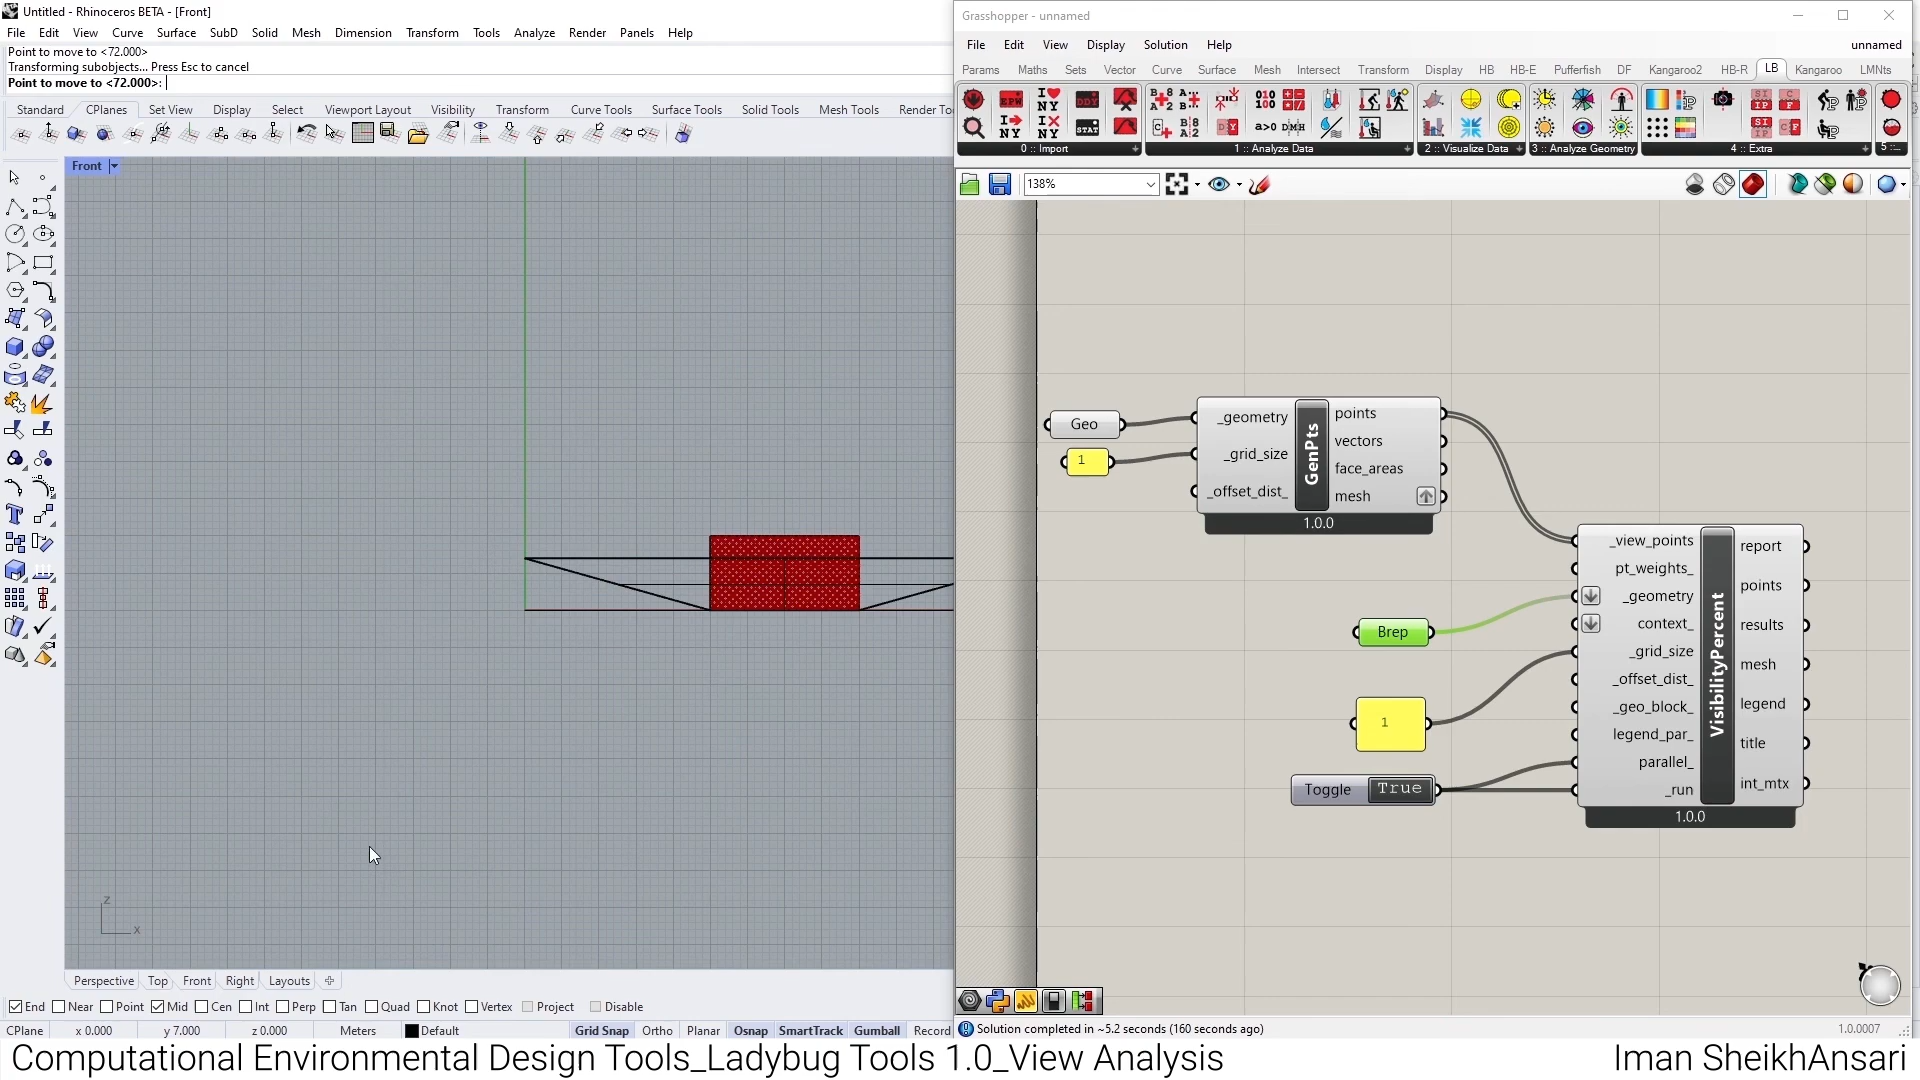 Untitled - Rhinoceros BETA - [Front]
File Edit View Curve Surface SubD Solid Mesh Dimension Transform Tools Analyze Render Panels Help
Point to move to <72.000>
Transforming subobjects... Press Esc to cancel
Point to move to <72.000>:
Standard CPlanes Set View Display Select Viewport Layout Visibility Transform Curve Tools Surface Tools Solid Tools Mesh Tools Render To
Front
z
x
Perspective Top Front Right Layouts
End Near Point Mid Cen Int Perp Tan Quad Knot Vertex Project Disable
CPlane x 0.000 y 7.000 z 0.000 Meters Default Grid Snap Ortho Planar Osnap SmartTrack Gumball Record
Grasshopper - unnamed
File Edit View Display Solution Help unnamed
Params Maths Sets Vector Curve Surface Mesh Intersect Transform Display HB HB-E Pufferfish DF Kangaroo2 HB-R LB Kangaroo LMNts
0 :: Import 1 :: Analyze Data 2 :: Visualize Data 3 :: Analyze Geometry 4 :: Extra 5 ::
138%
Geo
1
_geometry
_grid_size
_offset_dist_
GenPts
points
vectors
face_areas
mesh
1.0.0
Brep
1
Toggle True
_view_points
pt_weights_
_geometry
context_
_grid_size
_offset_dist_
_geo_block_
legend_par_
parallel_
_run
VisibilityPercent
report
points
results
mesh
legend
title
int_mtx
1.0.0
Solution completed in ~5.2 seconds (160 seconds ago) 1.0.0007
Computational Environmental Design Tools_Ladybug Tools 1.0_View Analysis Iman SheikhAnsari